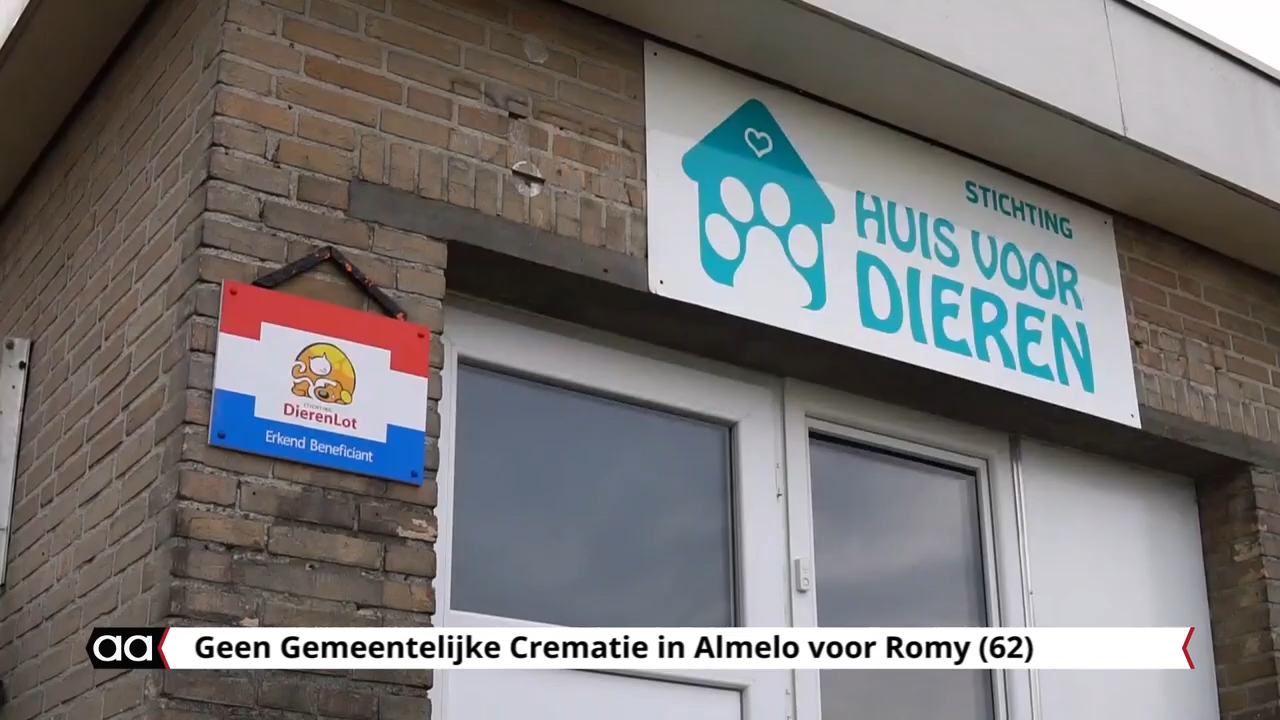 STICHTING
HUIS VOOR
DIEREN
STICHTING
DierenLot
Erkend Beneficiant
aa
Geen Gemeentelijke Crematie in Almelo voor Romy (62)